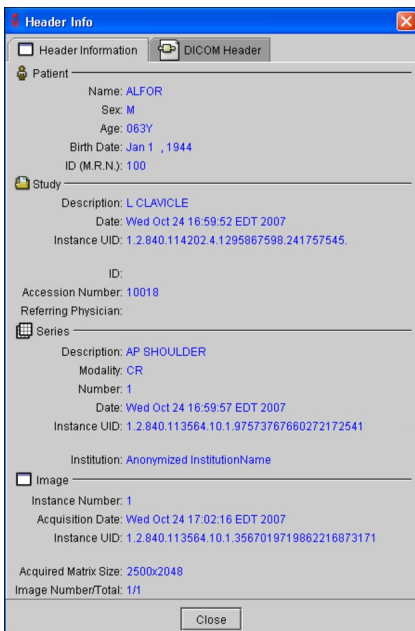 Header Info
Header Information DICOM Header
Patient
Name: ALFOR
Sex: M
Age: 063Y
Birth Date: Jan 1 , 1944
ID (M.R.N.): 100
Study
Description: L CLAVICLE
Date: Wed Oct 24 16:59:52 EDT 2007
Instance UID: 1.2.840.114202.4.1295867598.241757545.
ID:
Accession Number: 10018
Referring Physician:
Series
Description: AP SHOULDER
Modality: CR
Number: 1
Date: Wed Oct 24 16:59:57 EDT 2007
Instance UID: 1.2.840.113564.10.1.97573767660272172541
Institution: Anonymized InstitutionName
Image
Instance Number: 1
Acquisition Date: Wed Oct 24 17:02:16 EDT 2007
Instance UID: 1.2.840.113564.10.1.3567019719862216873171
Acquired Matrix Size: 2500x2048
Image Number/Total: 1/1
Close